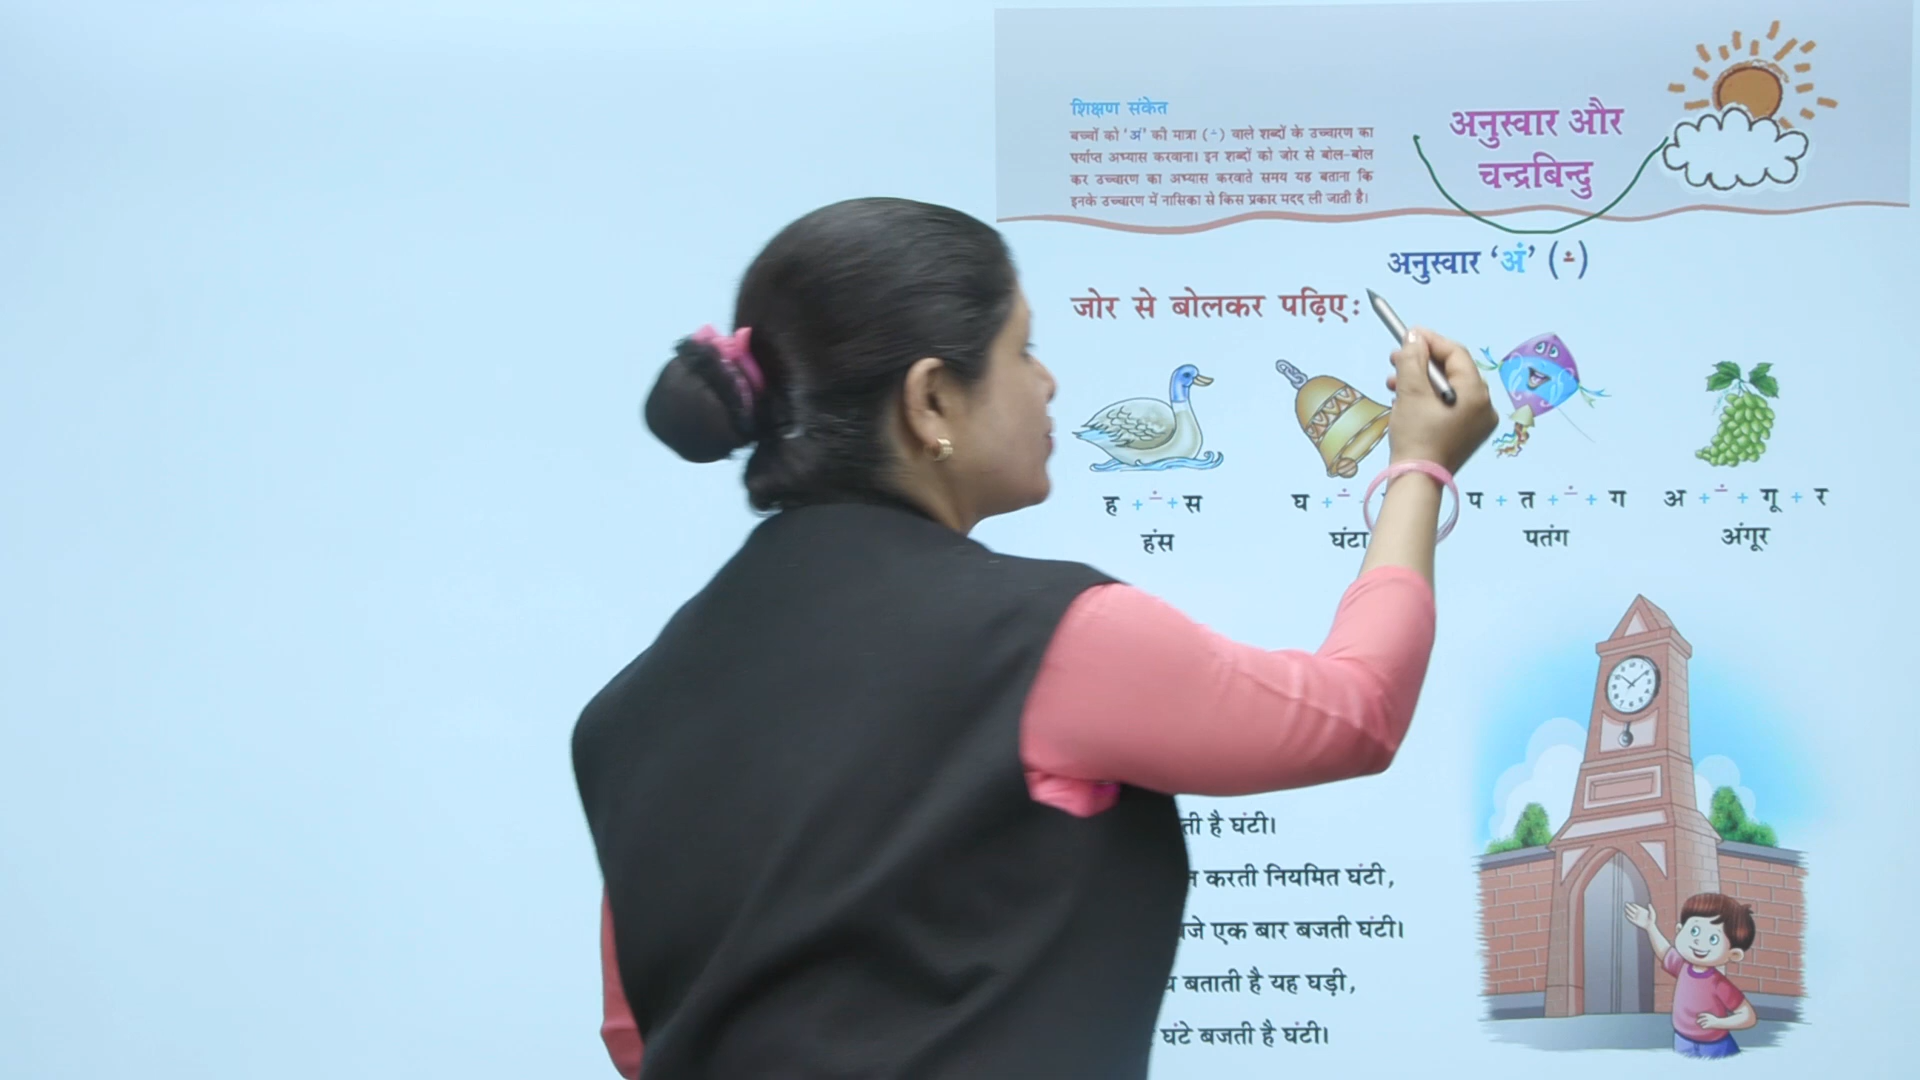 शिक्षण संकेत
बच्चों को 'अं' की मात्रा (∸) वाले शब्दों के उच्चारण का
पर्याप्त अभ्यास करवाना। इन शब्दों को जोर से बोल-बोल
कर उच्चारण का अभ्यास करवाते समय यह बताना कि
इनके उच्चारण में नासिका से किस प्रकार मदद ली जाती है।
अनुस्वार और
चन्द्रबिन्दु
अनुस्वार 'अं' (∸)
जोर से बोलकर पढ़िए:
ह + ∸ + स
घ + ∸
प + त + ∸ + ग
अ + ∸ + गू + र
हंस
घंटा
पतंग
अंगूर
है घंटी।
करती नियमित घंटी,
एक बार बजती घंटी।
बताती है यह घड़ी,
घंटे बजती है घंटी।